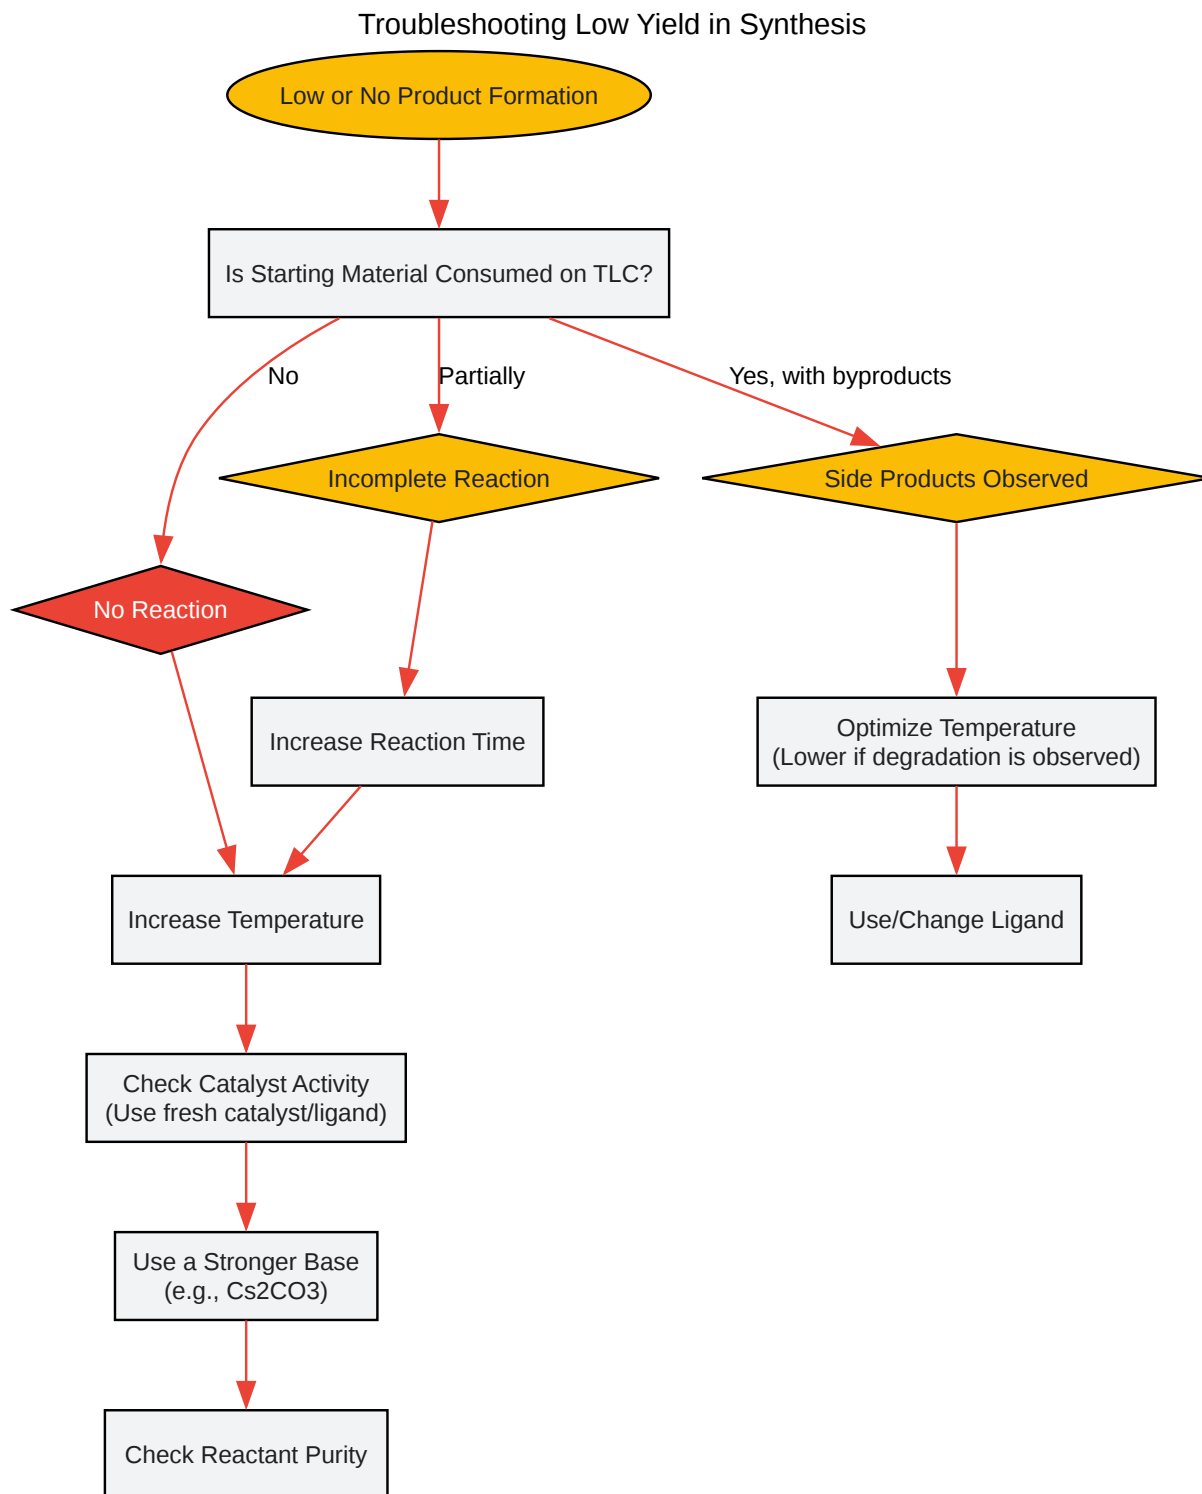 Troubleshooting Low Yield in Synthesis
Low or No Product Formation
Is Starting Material Consumed on TLC?
No
Partially
Yes, with byproducts
Incomplete Reaction
Side Products Observed
No Reaction
Increase Reaction Time
Optimize Temperature
(Lower if degradation is observed)
Increase Temperature
Use/Change Ligand
Check Catalyst Activity
(Use fresh catalyst/ligand)
Use a Stronger Base
(e.g., Cs2CO3)
Check Reactant Purity